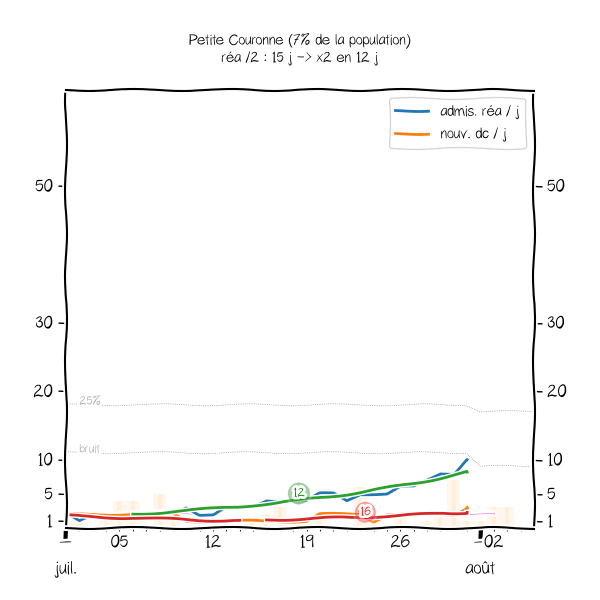 Petite Couronne (7% de la population)
réa /2 : 15 j -> x2 en 12 j
admis. réa / j
nouv. dc / j
50 50
30 30
20 20
25%
bruit
10 10
5 5
12
16
1 1
05 12 19 26 02
juil. août